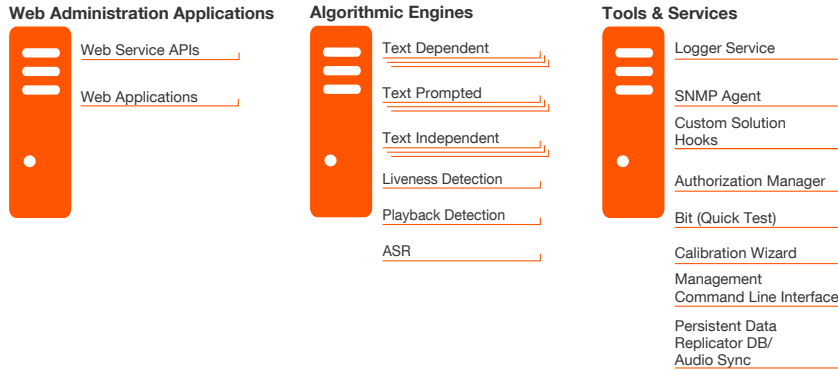 Web Administration Applications
Web Service APIs
Web Applications
Algorithmic Engines
Text Dependent
Text Prompted
Text Independent
Liveness Detection
Playback Detection
ASR
Tools & Services
Logger Service
SNMP Agent
Custom Solution
Hooks
Authorization Manager
Bit (Quick Test)
Calibration Wizard
Management
Command Line Interface
Persistent Data
Replicator DB/
Audio Sync